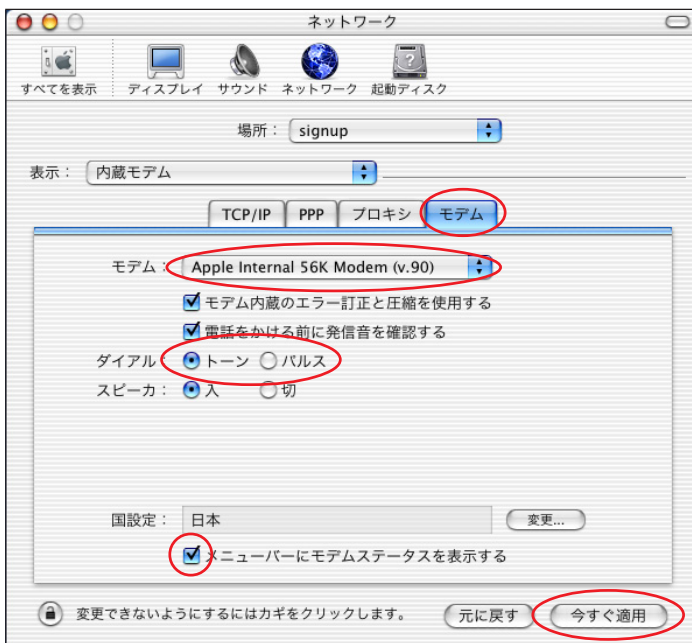 ネットワーク
すべてを表示 ディスプレイ サウンド ネットワーク 起動ディスク
場所： signup
表示： 内蔵モデム
TCP/IP PPP プロキシ モデム
モデム： Apple Internal 56K Modem (v.90)
モデム内蔵のエラー訂正と圧縮を使用する
電話をかける前に発信音を確認する
ダイアル： トーン パルス
スピーカ： 入 切
国設定： 日本 変更...
メニューバーにモデムステータスを表示する
変更できないようにするにはカギをクリックします。 元に戻す 今すぐ適用